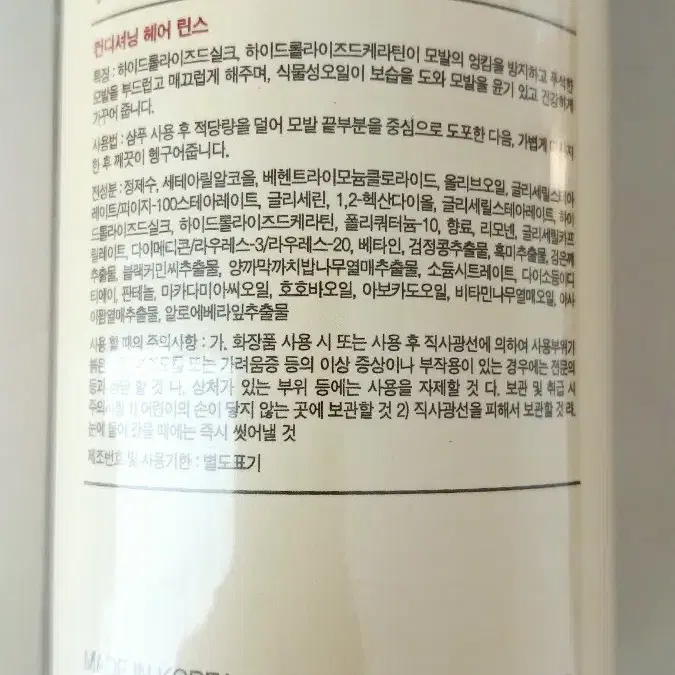 컨디셔닝 헤어 린스
특징 : 하이드롤라이즈드실크, 하이드롤라이즈드케라틴이 모발의 엉킴을 방지하고 푸석한
모발을 부드럽고 매끄럽게 해주며, 식물성오일이 보습을 도와 모발을 윤기 있고 건강하게
가꾸어 줍니다.
사용법 : 샴푸 사용 후 적당량을 덜어 모발 끝부분을 중심으로 도포한 다음, 가볍게
한 후 깨끗이 헹구어줍니다.
전성분 : 정제수, 세테아릴알코올, 베헨트라이모늄클로라이드, 올리브오일, 글리세릴스테아
레이트/피이지-100스테아레이트, 글리세린, 1,2-헥산다이올, 글리세릴스테아레이트, 하이
드롤라이즈드실크, 하이드롤라이즈드케라틴, 폴리쿼터늄-10, 향료, 리모넨, 글리세릴카프
릴레이트, 다이메디콘/라우레스-3/라우레스-20, 베타인, 검정콩추출물, 흑미추출물, 검은깨
추출물, 블랙커민씨추출물, 양까막까치밥나무열매추출물, 소듐시트레이트, 다이소듐이디
티에이, 판테놀, 마카다미아씨오일, 호호바오일, 아보카도오일, 비타민나무열매오일, 아사
이팜열매추출물, 알로에베라잎추출물
사용 할 때의 주의사항 : 가. 화장품 사용 시 또는 사용 후 직사광선에 의하여 사용부위가
붉은 또는 가려움증 등의 이상 증상이나 부작용이 있는 경우에는 전문의
등과 할 것 나. 상처가 있는 부위 등에는 사용을 자제할 것 다. 보관 및 취급 시
주의사항 1) 어린이의 손이 닿지 않는 곳에 보관할 것 2) 직사광선을 피해서 보관할 것 라.
눈에 들어 갔을 때에는 즉시 씻어낼 것
제조번호 및 사용기한 : 별도표기
MADE IN KOREA